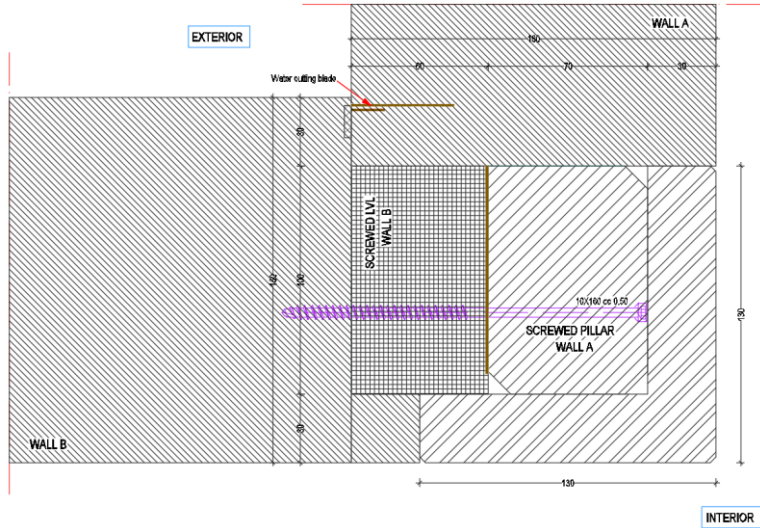 WALL A
EXTERIOR
160
60
70
30
Water cutting blade
30
SCREWED LVL
WALL B
160
100
10X160 cc 0.50
130
SCREWED PILLAR
WALL A
30
WALL B
130
INTERIOR